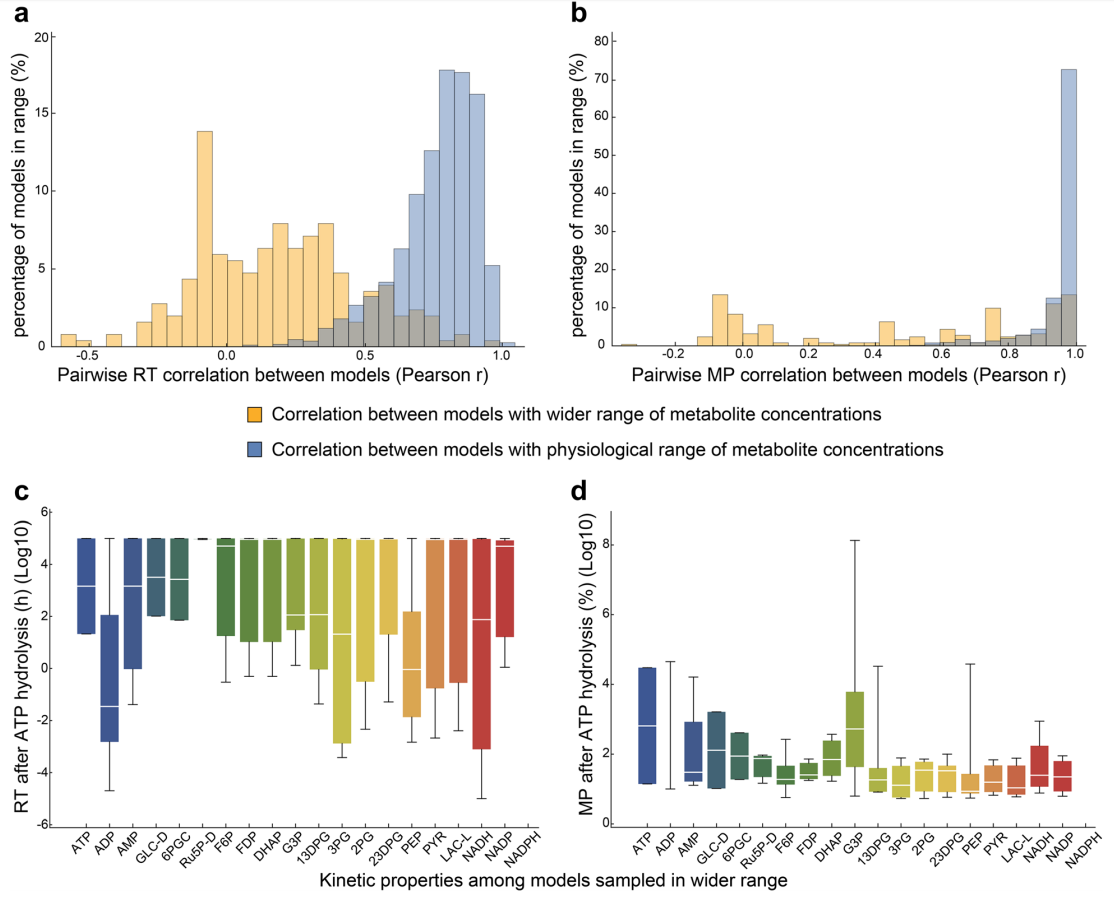 a
percentage of models in range (%)
20
15
10
5
0
-0.5
0.0
0.5
1.0
Pairwise RT correlation between models (Pearson r)
b
percentage of models in range (%)
80
70
60
50
40
30
20
10
0
-0.2
0.0
0.2
0.4
0.6
0.8
1.0
Pairwise MP correlation between models (Pearson r)
Correlation between models with wider range of metabolite concentrations
Correlation between models with physiological range of metabolite concentrations
c
RT after ATP hydrolysis (h) (Log10)
6
4
2
0
-2
-4
-6
ATP
ADP
AMP
GLC-D
6PGC
Ru5P-D
F6P
FDP
DHAP
G3P
13DPG
3PG
2PG
23DPG
PEP
PYR
LAC-L
NADH
NADP
NADPH
d
MP after ATP hydrolysis (%) (Log10)
8
6
4
2
0
ATP
ADP
AMP
GLC-D
6PGC
Ru5P-D
F6P
FDP
DHAP
G3P
13DPG
3PG
2PG
23DPG
PEP
PYR
LAC-L
NADH
NADP
NADPH
Kinetic properties among models sampled in wider range